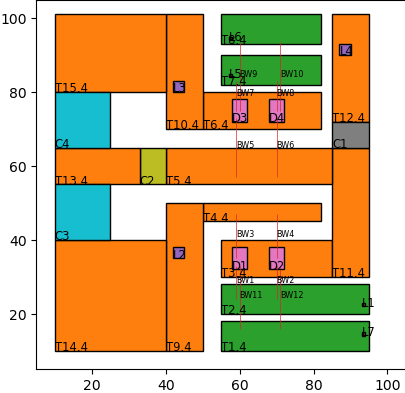 100
L6
T8.4
L4
L5
BW9
BW10
80
T15.4
L3
T7.4
BW7
BW8
D3
D4
T10.4
T6.4
T12.4
C4
C1
BW5
BW6
60
T13.4
C2
T5.4
T4.4
40
C3
BW3
BW4
L2
D1
D2
T3.4
T11.4
BW1
BW2
BW11
BW12
L1
20
T2.4
L7
T14.4
T9.4
T1.4
20
40
60
80
100